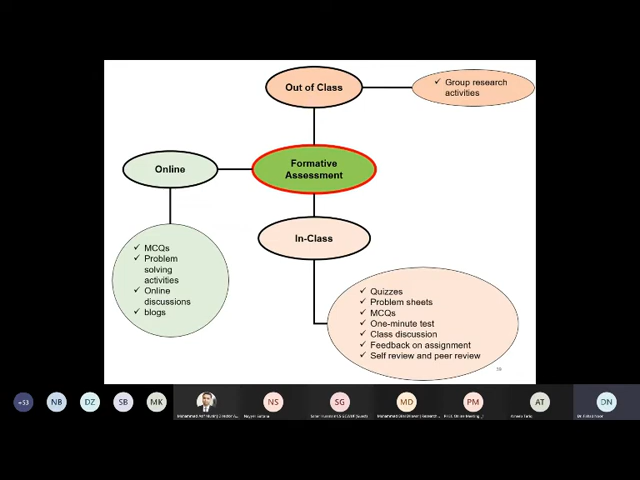 Out of Class
Group research
activities
Formative
Assessment
Online
In-Class
MCQs
Problem
solving
activities
Online
discussions
blogs
Quizzes
Problem sheets
MCQs
One-minute test
Class discussion
Feedback on assignment
Self review and peer review
+53
NB
DZ
SB
MK
NS
SG
MD
PM
AT
DN